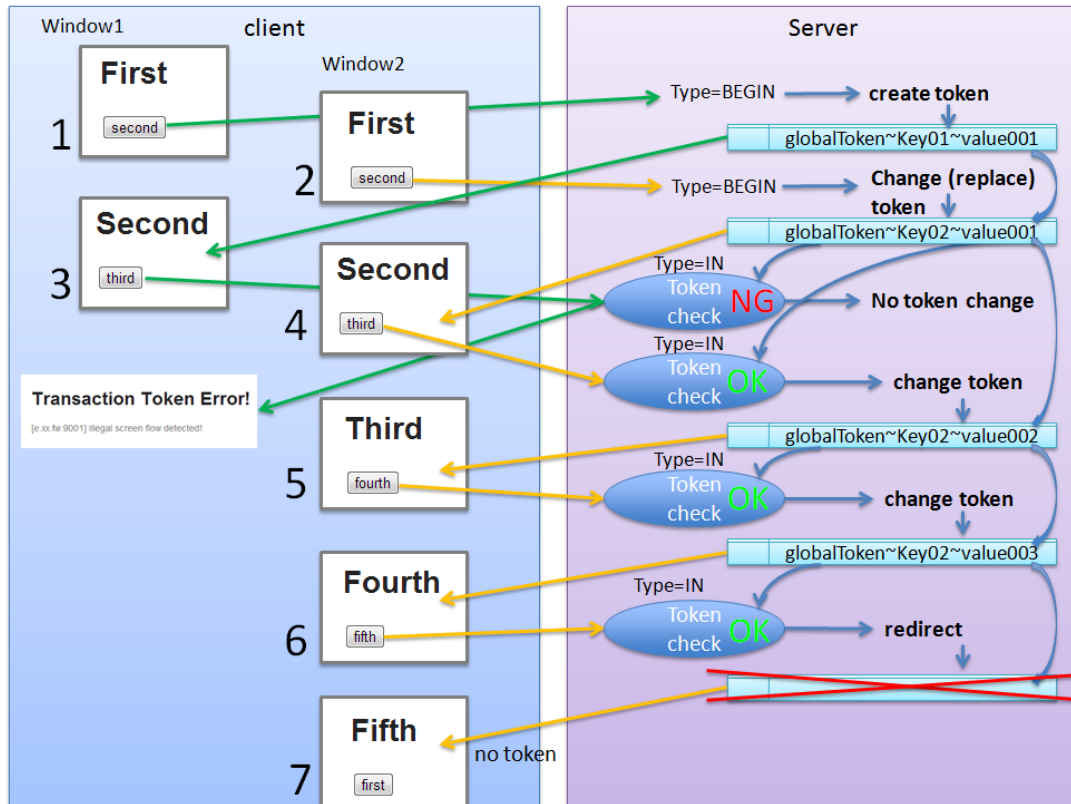 Window1
client
Server
First
second
1
Window2
First
second
2
Type=BEGIN
create token
globalToken~Key01~value001
Type=BEGIN
Change (replace)
token
globalToken~Key02~value001
Second
third
3
Second
third
4
Type=IN
Token
check
NG
No token change
Type=IN
Token
check
OK
change token
Transaction Token Error!
[e.xx.fw.9001] Illegal screen flow detected!
globalToken~Key02~value002
Third
fourth
5
Type=IN
Token
check
OK
change token
globalToken~Key02~value003
Fourth
fifth
6
Type=IN
Token
check
OK
redirect
Fifth
first
7
no token